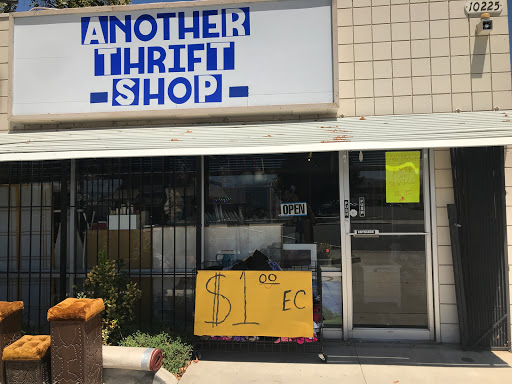 10225
ANOTHER
THRIFT
-SHOP-
OPEN
$1.00 EC